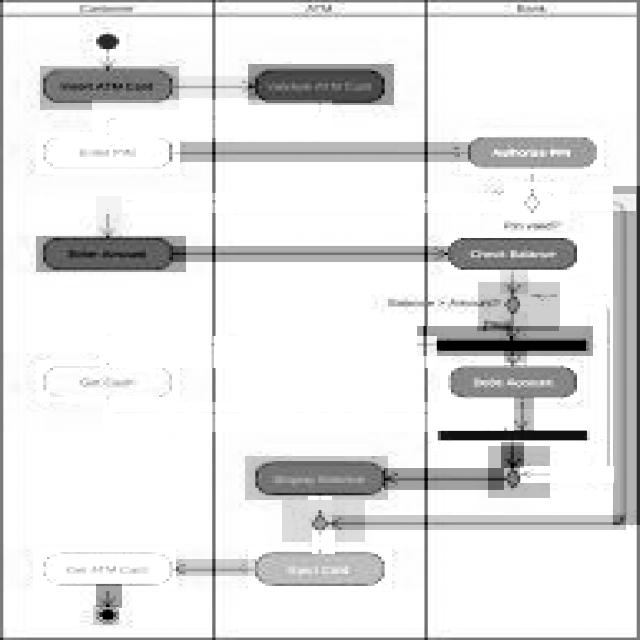 Customer
ATM
Bank
Insert ATM Card
Validate ATM Card
Enter PIN
Authorize PIN
Pin valid?
Enter Amount
Check Balance
Balance > Amount?
Get Cash
Debit Account
Display Balance
Get ATM Card
Eject Card